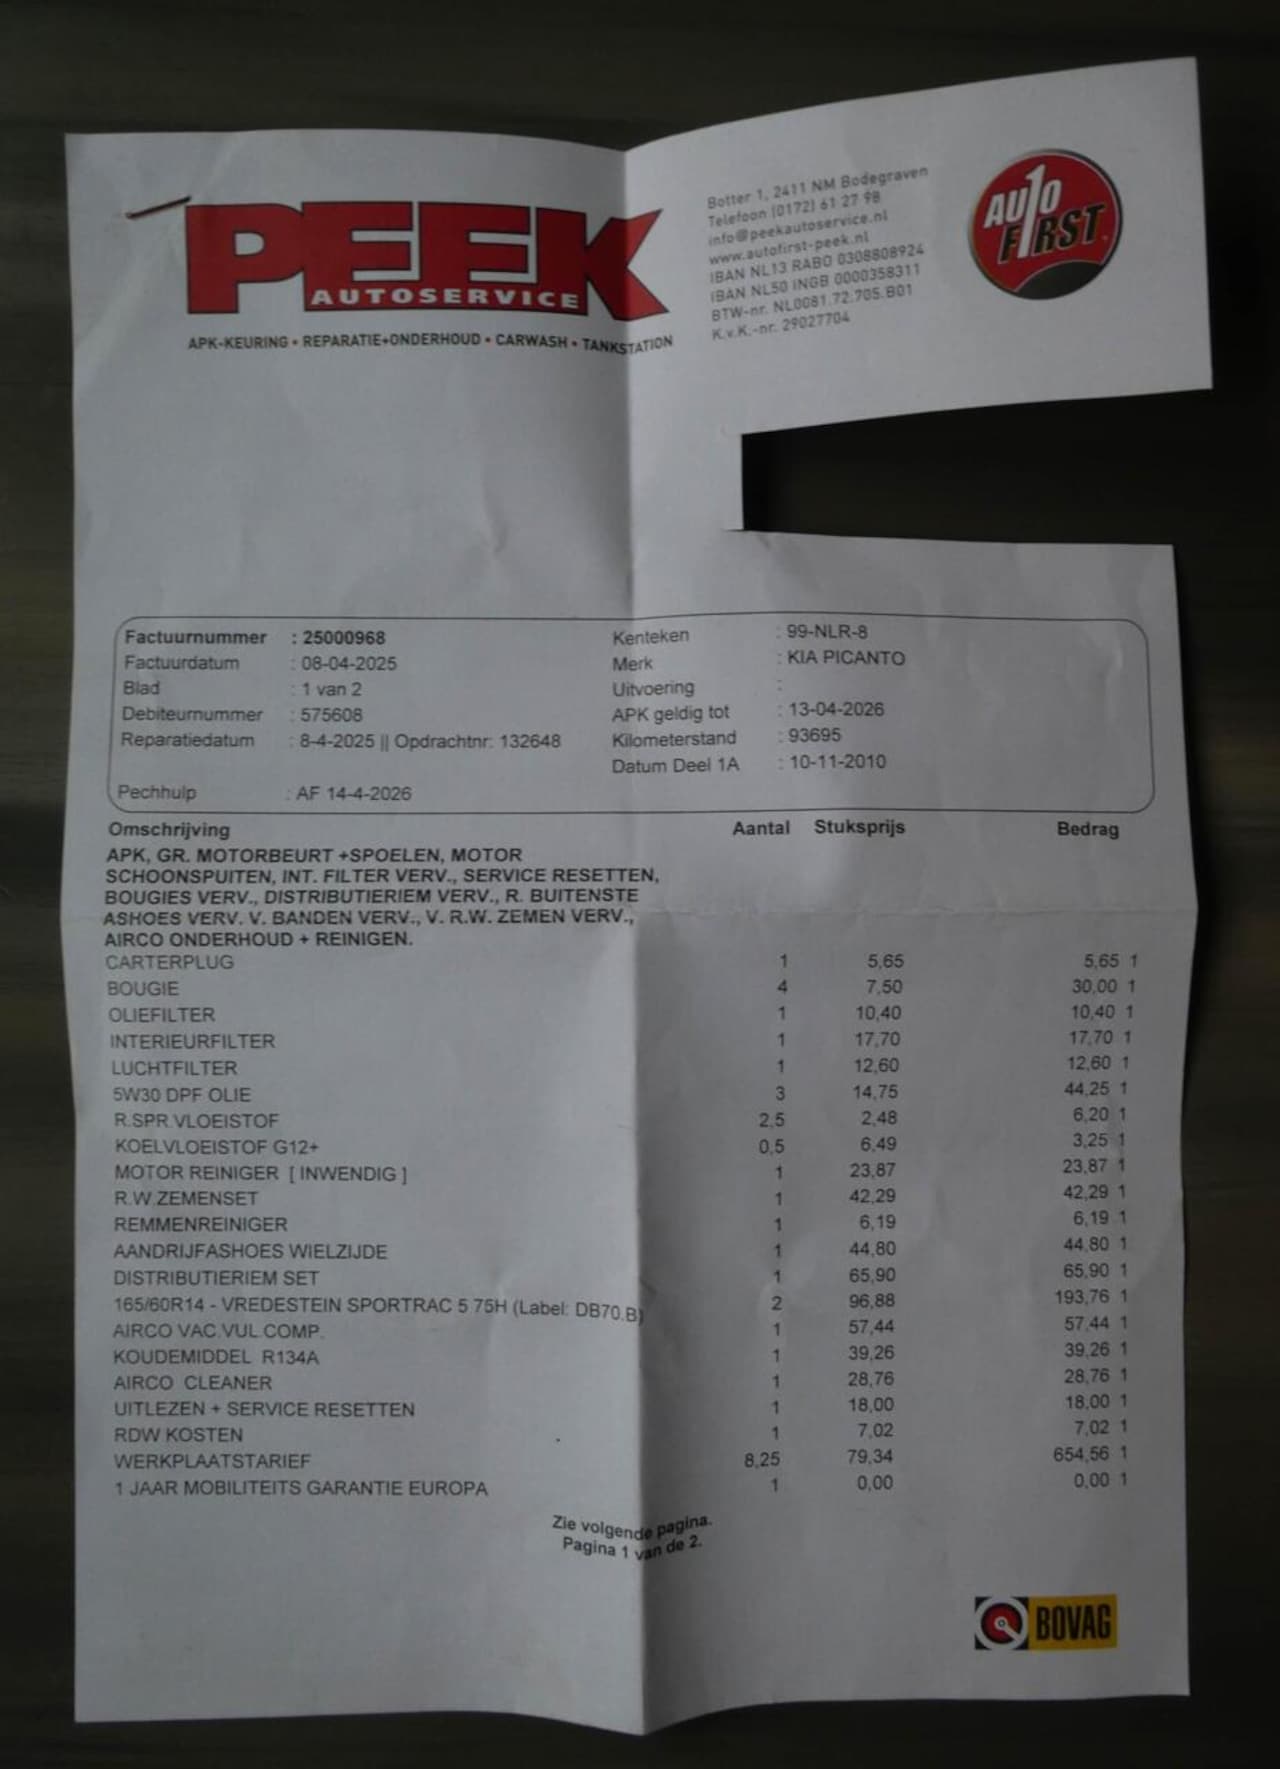 PEEK
AUTOSERVICE
APK-KEURING • REPARATIE+ONDERHOUD • CARWASH • TANKSTATION
Botter 1, 2411 NM Bodegraven
Telefoon (0172) 61 27 98
info@peekautoservice.nl
www.autofirst-peek.nl
IBAN NL13 RABO 0308808924
IBAN NL50 INGB 0000358311
BTW-nr. NL0081.72.705.B01
K.v.K.-nr. 29027704
AUTO
FIRST
Factuurnummer : 25000968 Kenteken : 99-NLR-8
Factuurdatum : 08-04-2025 Merk : KIA PICANTO
Blad : 1 van 2 Uitvoering :
Debiteurnummer : 575608 APK geldig tot : 13-04-2026
Reparatiedatum : 8-4-2025 || Opdrachtnr: 132648 Kilometerstand : 93695
Datum Deel 1A : 10-11-2010
Pechhulp : AF 14-4-2026
Omschrijving Aantal Stuksprijs Bedrag
APK, GR. MOTORBEURT +SPOELEN, MOTOR
SCHOONSPUITEN, INT. FILTER VERV., SERVICE RESETTEN,
BOUGIES VERV., DISTRIBUTIERIEM VERV., R. BUITENSTE
ASHOES VERV. V. BANDEN VERV., V. R.W. ZEMEN VERV.,
AIRCO ONDERHOUD + REINIGEN.
CARTERPLUG 1 5,65 5,65 1
BOUGIE 4 7,50 30,00 1
OLIEFILTER 1 10,40 10,40 1
INTERIEURFILTER 1 17,70 17,70 1
LUCHTFILTER 1 12,60 12,60 1
5W30 DPF OLIE 3 14,75 44,25 1
R.SPR.VLOEISTOF 2,5 2,48 6,20 1
KOELVLOEISTOF G12+ 0,5 6,49 3,25 1
MOTOR REINIGER [ INWENDIG ] 1 23,87 23,87 1
R.W.ZEMENSET 1 42,29 42,29 1
REMMENREINIGER 1 6,19 6,19 1
AANDRIJFASHOES WIELZIJDE 1 44,80 44,80 1
DISTRIBUTIERIEM SET 1 65,90 65,90 1
165/60R14 - VREDESTEIN SPORTRAC 5 75H (Label: DB70.B) 2 96,88 193,76 1
AIRCO VAC.VUL.COMP. 1 57,44 57,44 1
KOUDEMIDDEL R134A 1 39,26 39,26 1
AIRCO CLEANER 1 28,76 28,76 1
UITLEZEN + SERVICE RESETTEN 1 18,00 18,00 1
RDW KOSTEN 1 7,02 7,02 1
WERKPLAATSTARIEF 8,25 79,34 654,56 1
1 JAAR MOBILITEITS GARANTIE EUROPA 1 0,00 0,00 1
Zie volgende pagina.
Pagina 1 van de 2.
BOVAG